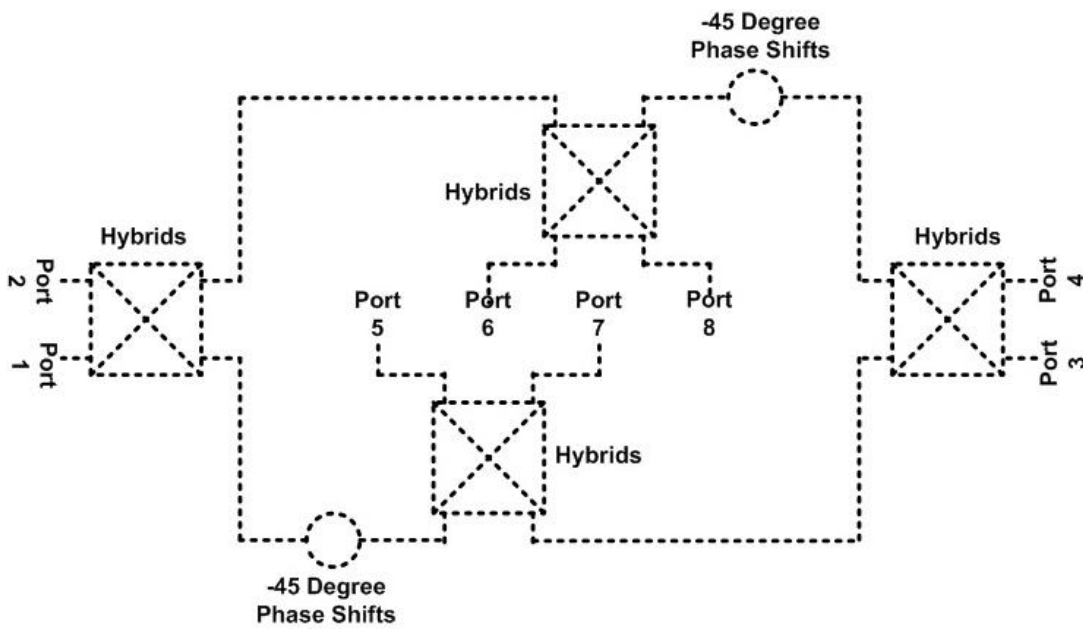 -45 Degree
Phase Shifts
Hybrids
Hybrids
Hybrids
Port
2
Port
1
Port
5
Port
6
Port
7
Port
8
Port
4
Port
3
Hybrids
-45 Degree
Phase Shifts